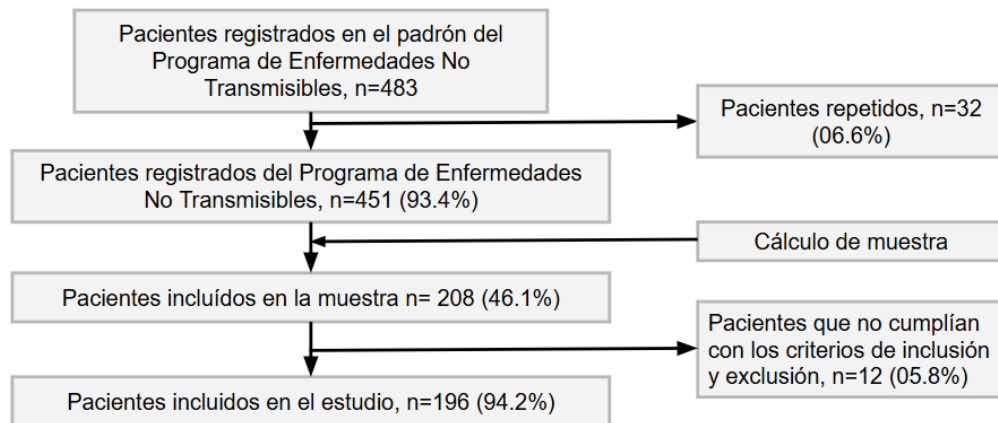 Pacientes registrados en el padrón del
Programa de Enfermedades No
Transmisibles, n=483
Pacientes repetidos, n=32
(06.6%)
Pacientes registrados del Programa de Enfermedades
No Transmisibles, n=451 (93.4%)
Cálculo de muestra
Pacientes incluídos en la muestra n= 208 (46.1%)
Pacientes que no cumplían
con los criterios de inclusión
y exclusión, n=12 (05.8%)
Pacientes incluidos en el estudio, n=196 (94.2%)